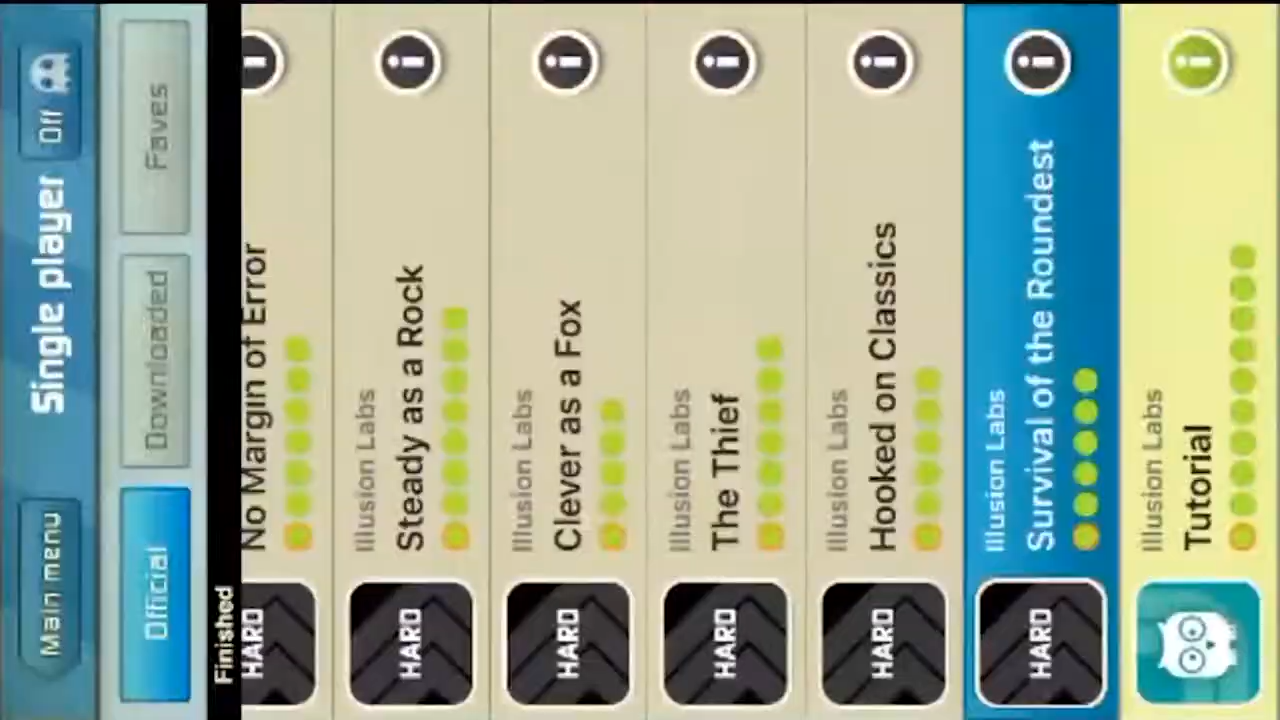 Main menu
Single player
Off
Official
Downloaded
Faves
Finished
No Margin of Error
HARD
Illusion Labs
Steady as a Rock
HARD
Illusion Labs
Clever as a Fox
HARD
Illusion Labs
The Thief
HARD
Illusion Labs
Hooked on Classics
HARD
Illusion Labs
Survival of the Roundest
HARD
Illusion Labs
Tutorial